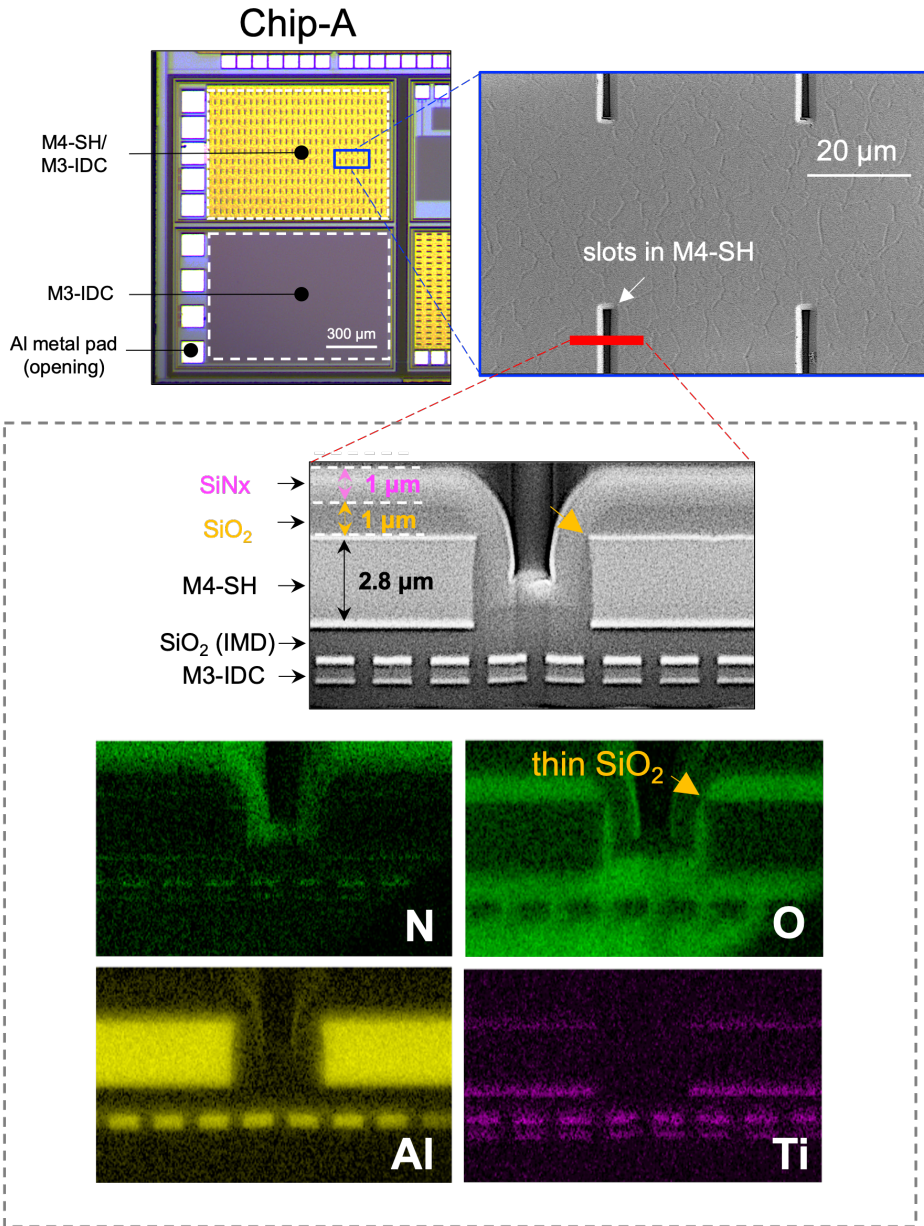 Chip-A
M4-SH/
M3-IDC
M3-IDC
300 µm
Al metal pad
(opening)
20 µm
slots in M4-SH
SiNx
1 µm
SiO₂
1 µm
M4-SH
2.8 µm
SiO₂ (IMD)
M3-IDC
N
thin SiO₂
O
Al
Ti